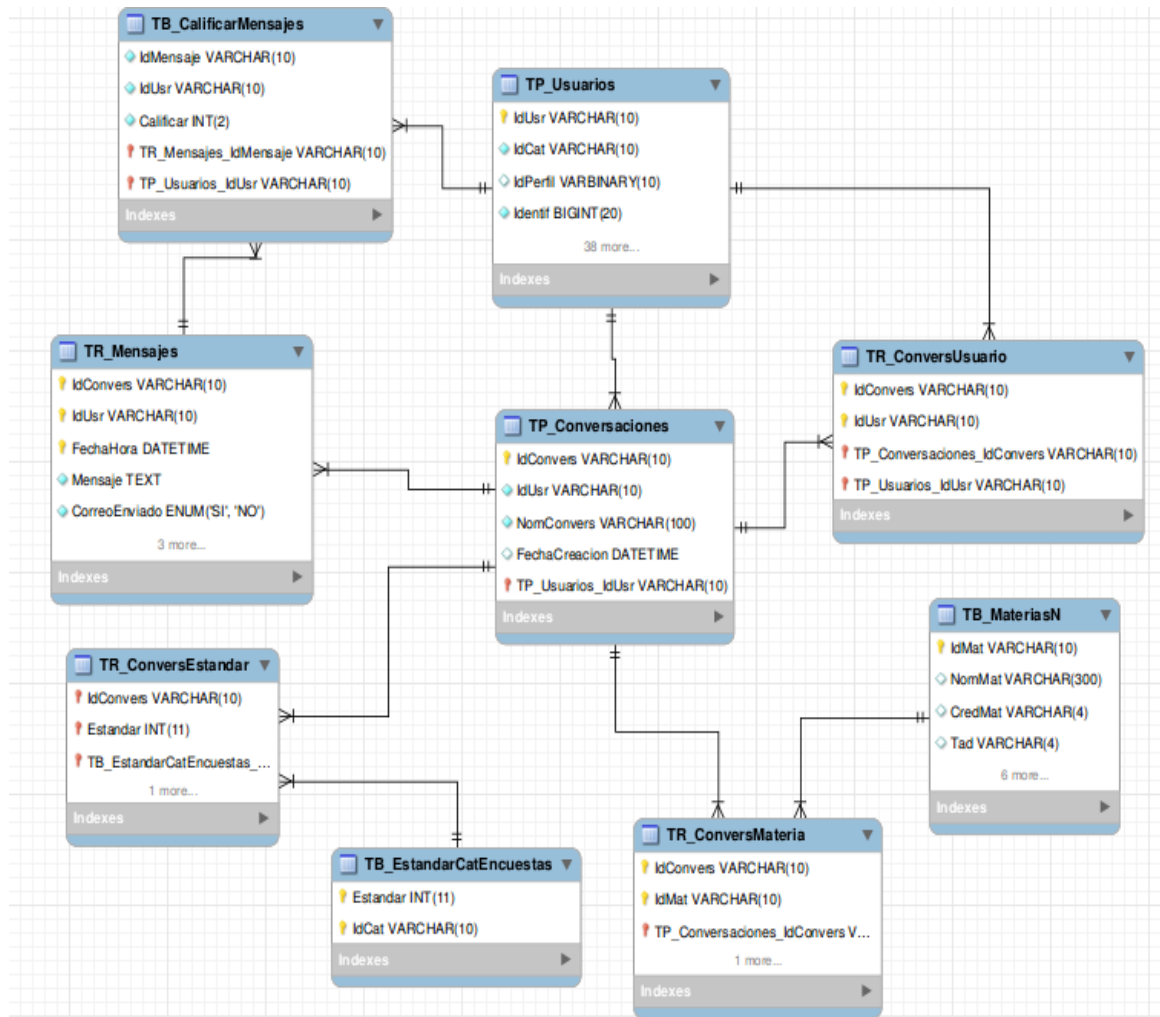 TB_CalificarMensajes
IdMensaje VARCHAR(10)
IdUsr VARCHAR(10)
Calificar INT(2)
TR_Mensajes_IdMensaje VARCHAR(10)
TP_Usuarios_IdUsr VARCHAR(10)
Indexes
TP_Usuarios
IdUsr VARCHAR(10)
IdCat VARCHAR(10)
IdPerfil VARBINARY(10)
Identif BIGINT(20)
38 more...
Indexes
TR_Mensajes
IdConvers VARCHAR(10)
IdUsr VARCHAR(10)
FechaHora DATETIME
Mensaje TEXT
CorreoEnviado ENUM('SI', 'NO')
3 more...
Indexes
TR_ConversUsuario
IdConvers VARCHAR(10)
IdUsr VARCHAR(10)
TP_Conversaciones_IdConvers VARCHAR(10)
TP_Usuarios_IdUsr VARCHAR(10)
Indexes
TP_Conversaciones
IdConvers VARCHAR(10)
IdUsr VARCHAR(10)
NomConvers VARCHAR(100)
FechaCreacion DATETIME
TP_Usuarios_IdUsr VARCHAR(10)
Indexes
TB_MateriasN
IdMat VARCHAR(10)
NomMat VARCHAR(300)
CredMat VARCHAR(4)
Tad VARCHAR(4)
6 more...
Indexes
TR_ConversEstandar
IdConvers VARCHAR(10)
Estandar INT(11)
TB_EstandarCatEncuestas_...
1 more...
Indexes
TB_EstandarCatEncuestas
Estandar INT(11)
IdCat VARCHAR(10)
Indexes
TR_ConversMateria
IdConvers VARCHAR(10)
IdMat VARCHAR(10)
TP_Conversaciones_IdConvers V...
1 more...
Indexes